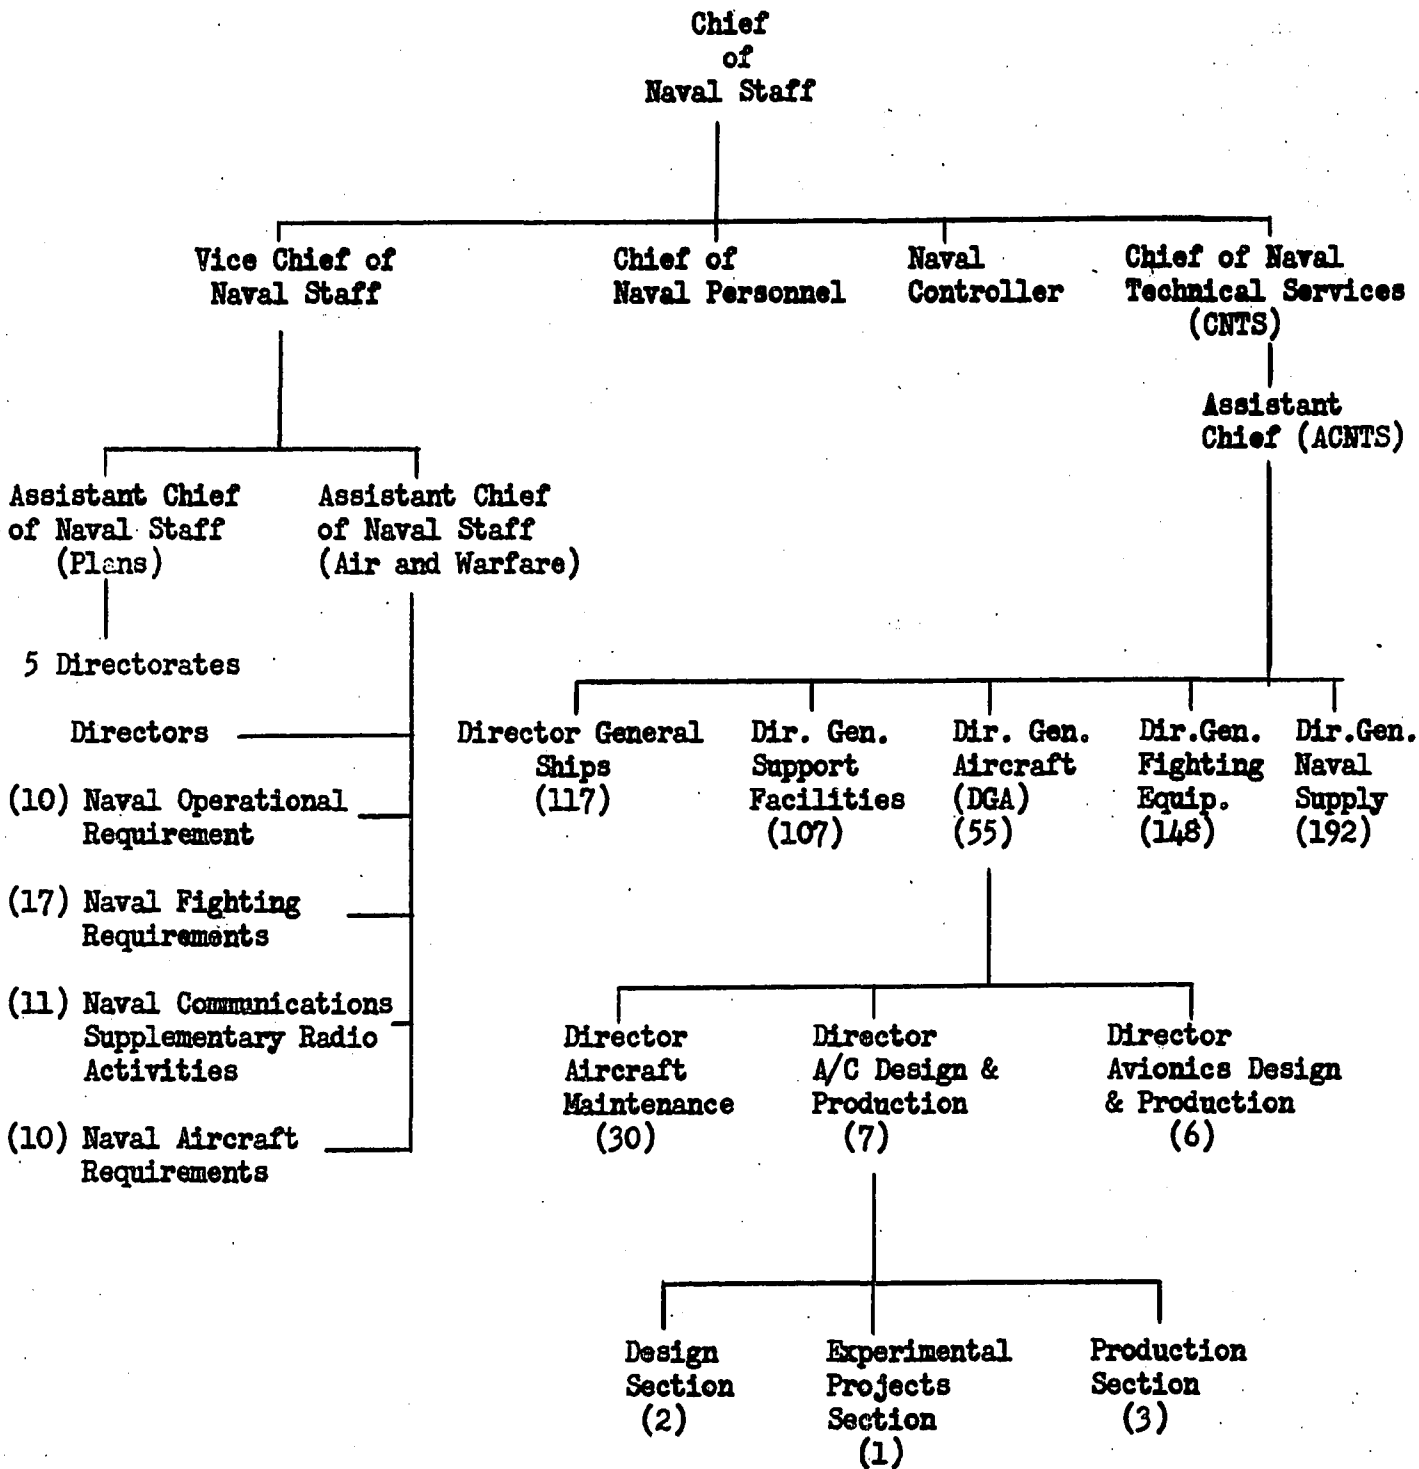 Chief
of
Naval Staff
Vice Chief of
Naval Staff
Chief of
Naval Personnel
Naval
Controller
Chief of Naval
Technical Services
(CNTS)
Assistant
Chief (ACNTS)
Assistant Chief
of Naval Staff
(Plans)
Assistant Chief
of Naval Staff
(Air and Warfare)
5 Directorates
Directors
(10) Naval Operational
Requirement
(17) Naval Fighting
Requirements
(11) Naval Communications
Supplementary Radio
Activities
(10) Naval Aircraft
Requirements
Director General
Ships
(117)
Dir. Gen.
Support
Facilities
(107)
Dir. Gen.
Aircraft
(DGA)
(55)
Dir.Gen.
Fighting
Equip.
(148)
Dir.Gen.
Naval
Supply
(192)
Director
Aircraft
Maintenance
(30)
Director
A/C Design &
Production
(7)
Director
Avionics Design
& Production
(6)
Design
Section
(2)
Experimental
Projects
Section
(1)
Production
Section
(3)